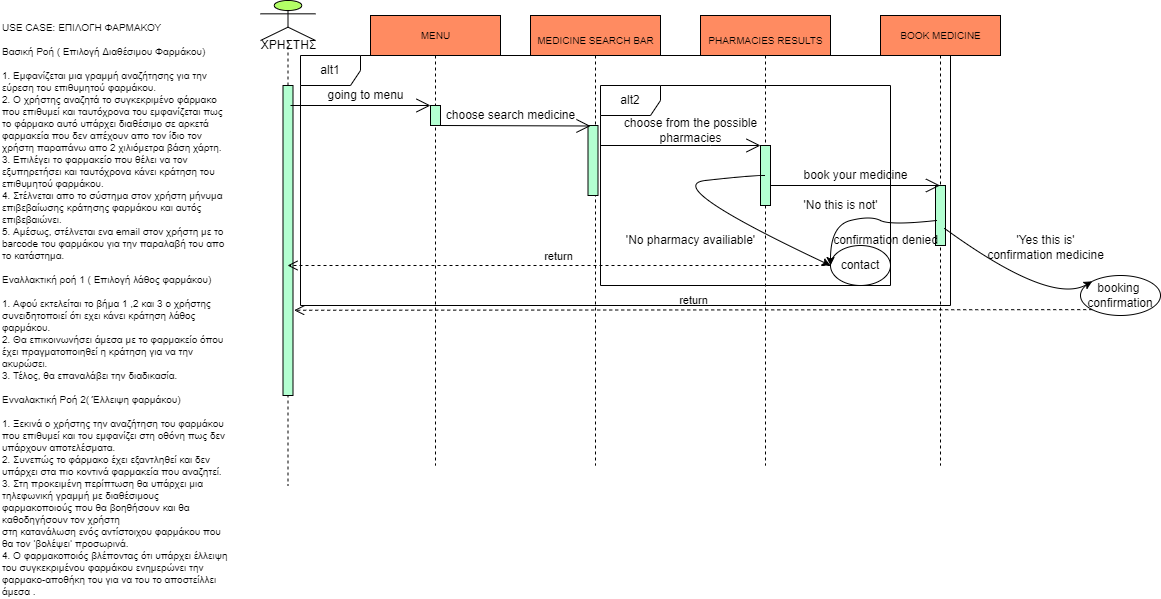 USE CASE: ΕΠΙΛΟΓΗ ΦΑΡΜΑΚΟΥ
Βασική Ροή ( Επιλογή Διαθέσιμου Φαρμάκου)
1. Εμφανίζεται μια γραμμή αναζήτησης για την
εύρεση του επιθυμητού φαρμάκου.
2. Ο χρήστης αναζητά το συγκεκριμένο φάρμακο
που επιθυμεί και ταυτόχρονα του εμφανίζεται πως
το φάρμακο αυτό υπάρχει διαθέσιμο σε αρκετά
φαρμακεία που δεν απέχουν απο τον ίδιο τον
χρήστη παραπάνω απο 2 χιλιόμετρα βάση χάρτη.
3. Επιλέγει το φαρμακείο που θέλει να τον
εξυπηρετήσει και ταυτόχρονα κάνει κράτηση του
επιθυμητού φαρμάκου.
4. Στέλνεται απο το σύστημα στον χρήστη μήνυμα
επιβεβαίωσης κράτησης φαρμάκου και αυτός
επιβεβαιώνει.
5. Αμέσως, στέλνεται ενα email στον χρήστη με το
barcode του φαρμάκου για την παραλαβή του απο
το κατάστημα.
Εναλλακτική ροή 1 ( Επιλογή λάθος φαρμάκου)
1. Αφού εκτελείται το βήμα 1 ,2 και 3 ο χρήστης
συνειδητοποιεί ότι εχει κάνει κράτηση λάθος
φαρμάκου.
2. Θα επικοινωνήσει άμεσα με το φαρμακείο όπου
έχει πραγματοποιηθεί η κράτηση για να την
ακυρώσει.
3. Τέλος, θα επαναλάβει την διαδικασία.
Ενναλακτική Ροή 2( Έλλειψη φαρμάκου)
1. Ξεκινά ο χρήστης την αναζήτηση του φαρμάκου
που επιθυμεί και του εμφανίζει στη οθόνη πως δεν
υπάρχουν αποτελέσματα.
2. Συνεπώς το φάρμακο έχει εξαντληθεί και δεν
υπάρχει στα πιο κοντινά φαρμακεία που αναζητεί.
3. Στη προκειμένη περίπτωση θα υπάρχει μια
τηλεφωνική γραμμή με διαθέσιμους
φαρμακοποιούς που θα βοηθήσουν και θα
καθοδηγήσουν τον χρήστη
στη κατανάλωση ενός αντίστοιχου φαρμάκου που
θα τον 'βολέψει' προσωρινά.
4. Ο φαρμακοποιός βλέποντας ότι υπάρχει έλλειψη
του συγκεκριμένου φαρμάκου ενημερώνει την
φαρμακο-αποθήκη του για να του το αποστείλλει
άμεσα .
ΧΡΗΣΤΗΣ
MENU
MEDICINE SEARCH BAR
PHARMACIES RESULTS
BOOK MEDICINE
alt1
alt2
going to menu
choose search medicine
choose from the possible
pharmacies
book your medicine
'No this is not'
confirmation denied
'No pharmacy availiable'
contact
'Yes this is'
confirmation medicine
booking
confirmation
return
return